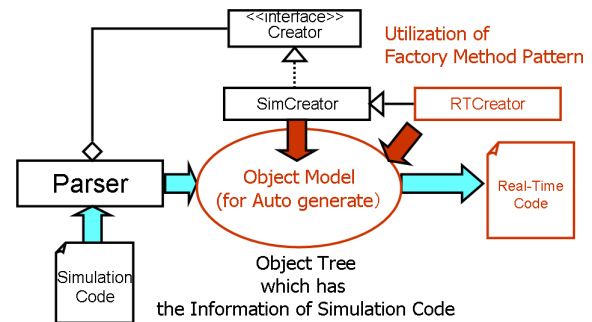 <<interface>>
Creator
Utilization of
Factory Method Pattern
SimCreator
RTCreator
Parser
Object Model
(for Auto generate)
Real-Time
Code
Simulation
Code
Object Tree
which has
the Information of Simulation Code